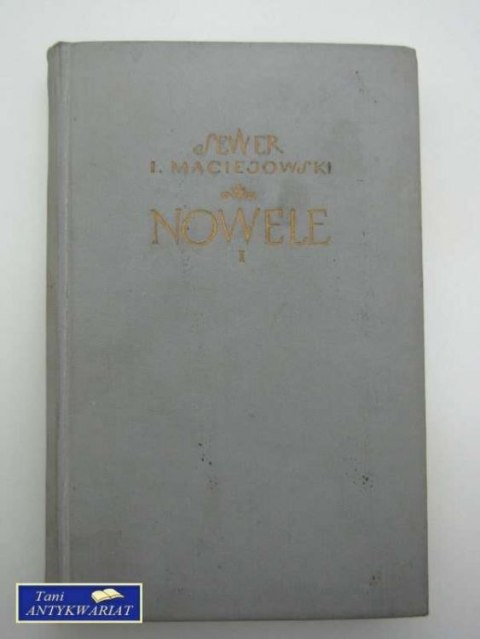 SEWER
I. MACIEJOWSKI
NOWELE
I
Tani
ANTYKWARIAT